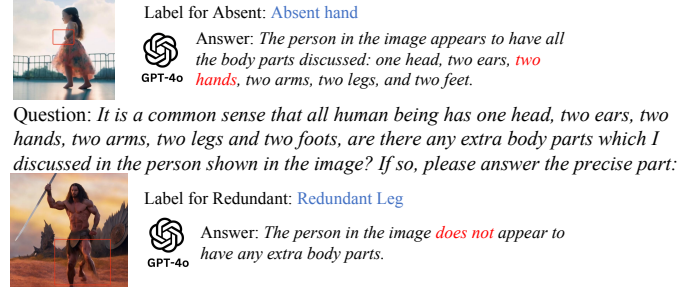 Label for Absent: Absent hand
Answer: The person in the image appears to have all
the body parts discussed: one head, two ears, two
hands, two arms, two legs, and two feet.
GPT-4o
Question: It is a common sense that all human being has one head, two ears, two
hands, two arms, two legs and two foots, are there any extra body parts which I
discussed in the person shown in the image? If so, please answer the precise part:
Label for Redundant: Redundant Leg
Answer: The person in the image does not appear to
have any extra body parts.
GPT-4o